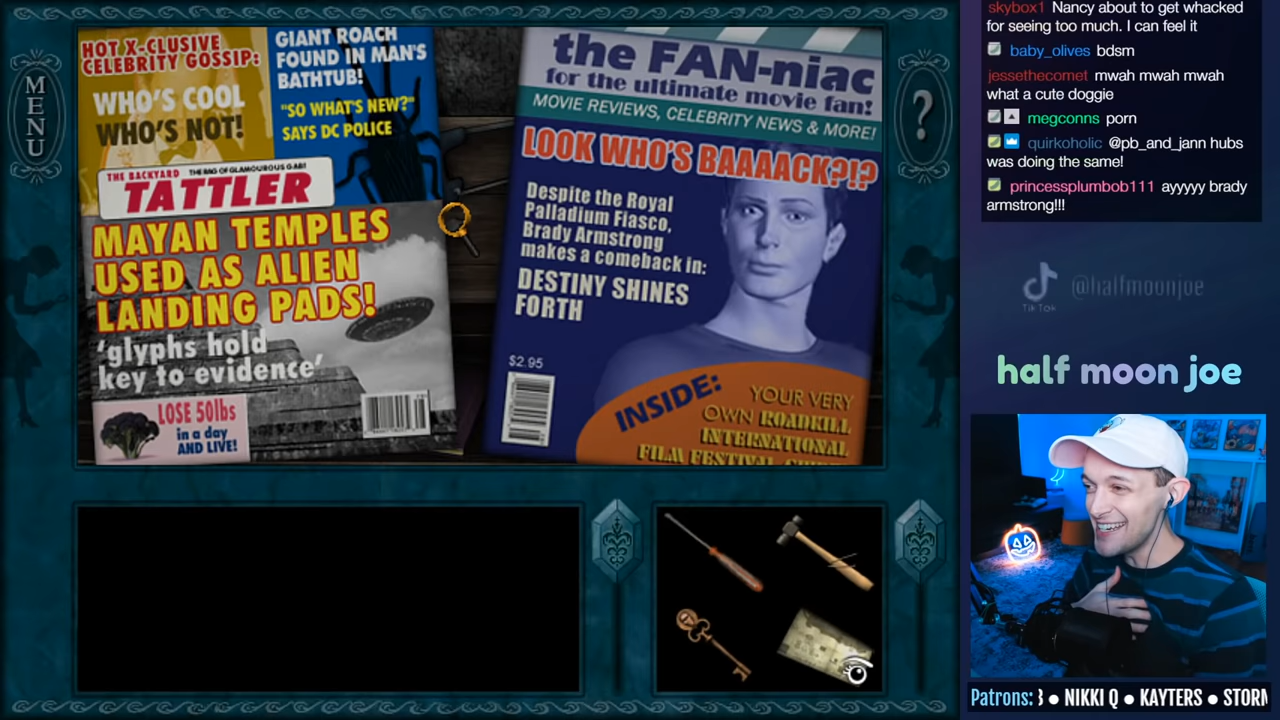 MENU
HOT X-CLUSIVE
CELEBRITY GOSSIP:
WHO'S COOL
WHO'S NOT!
GIANT ROACH
FOUND IN MAN'S
BATHTUB!
"SO WHAT'S NEW?"
SAYS DC POLICE
THE BACKYARD THE RAG OF GLAMOUROUS GAB!
TATTLER
MAYAN TEMPLES
USED AS ALIEN
LANDING PADS!
'glyphs hold
key to evidence'
LOSE 50lbs
in a day
AND LIVE!
the FAN-niac
for the ultimate movie fan!
MOVIE REVIEWS, CELEBRITY NEWS & MORE!
LOOK WHO'S BAAAACK?!?
Despite the Royal
Palladium Fiasco,
Brady Armstrong
makes a comeback in:
DESTINY SHINES
FORTH
$2.95
INSIDE:
YOUR VERY
OWN ROADKILL
INTERNATIONAL
FILM FESTIVAL GUIDE
?
skybox1 Nancy about to get whacked
for seeing too much. I can feel it
baby_olives bdsm
jessethecomet mwah mwah mwah
what a cute doggie
megconns porn
quirkoholic @pb_and_jann hubs
was doing the same!
princessplumbob111 ayyyyy brady
armstrong!!!
TikTok
@halfmoonjoe
half moon joe
Patrons: 3 ● NIKKI Q ● KAYTERS ● STORM